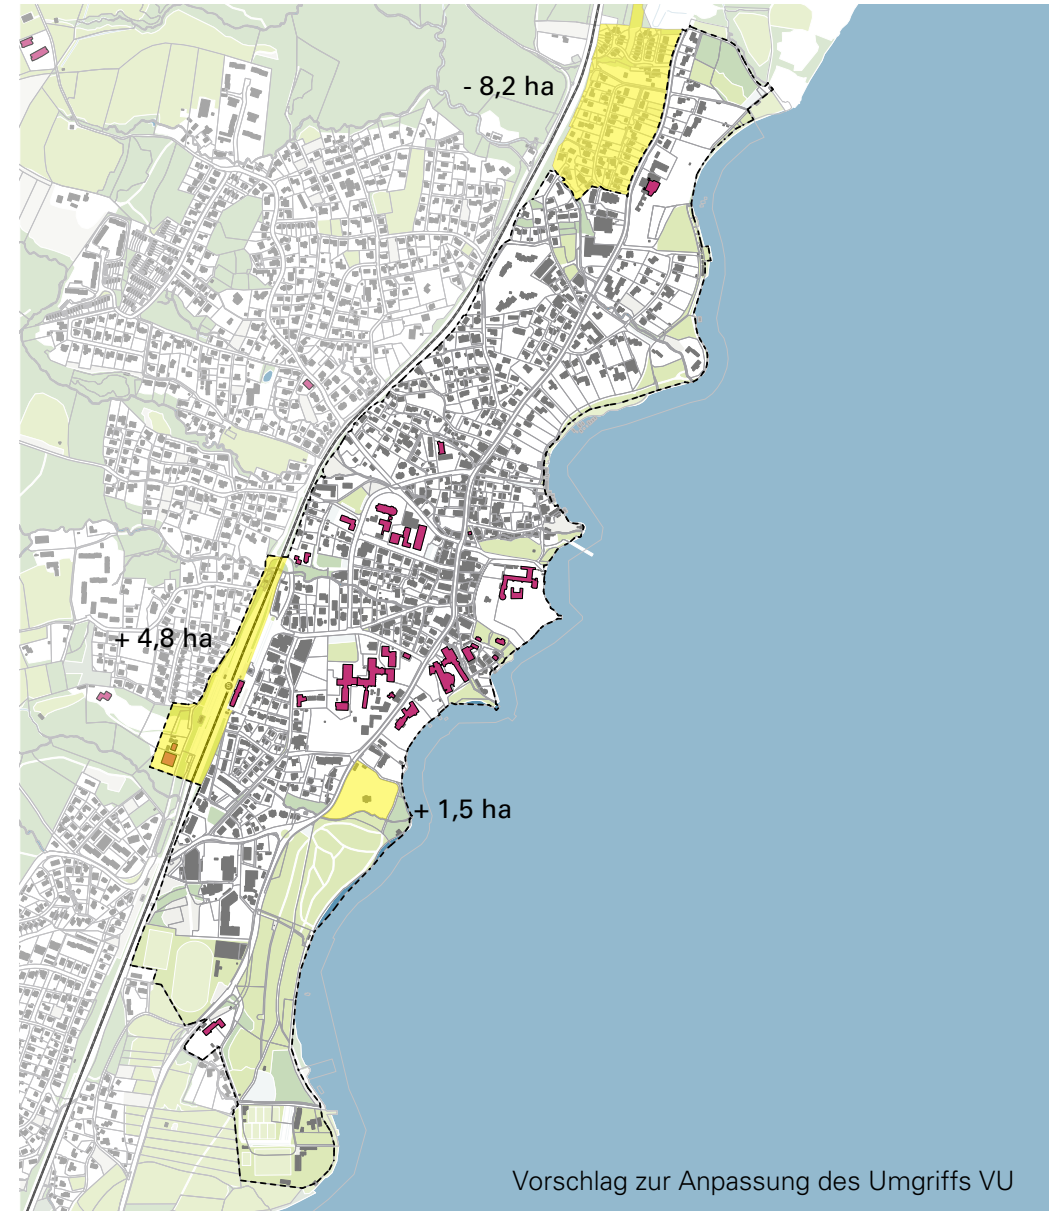 - 8,2 ha
+ 4,8 ha
+ 1,5 ha
Vorschlag zur Anpassung des Umgriffs VU